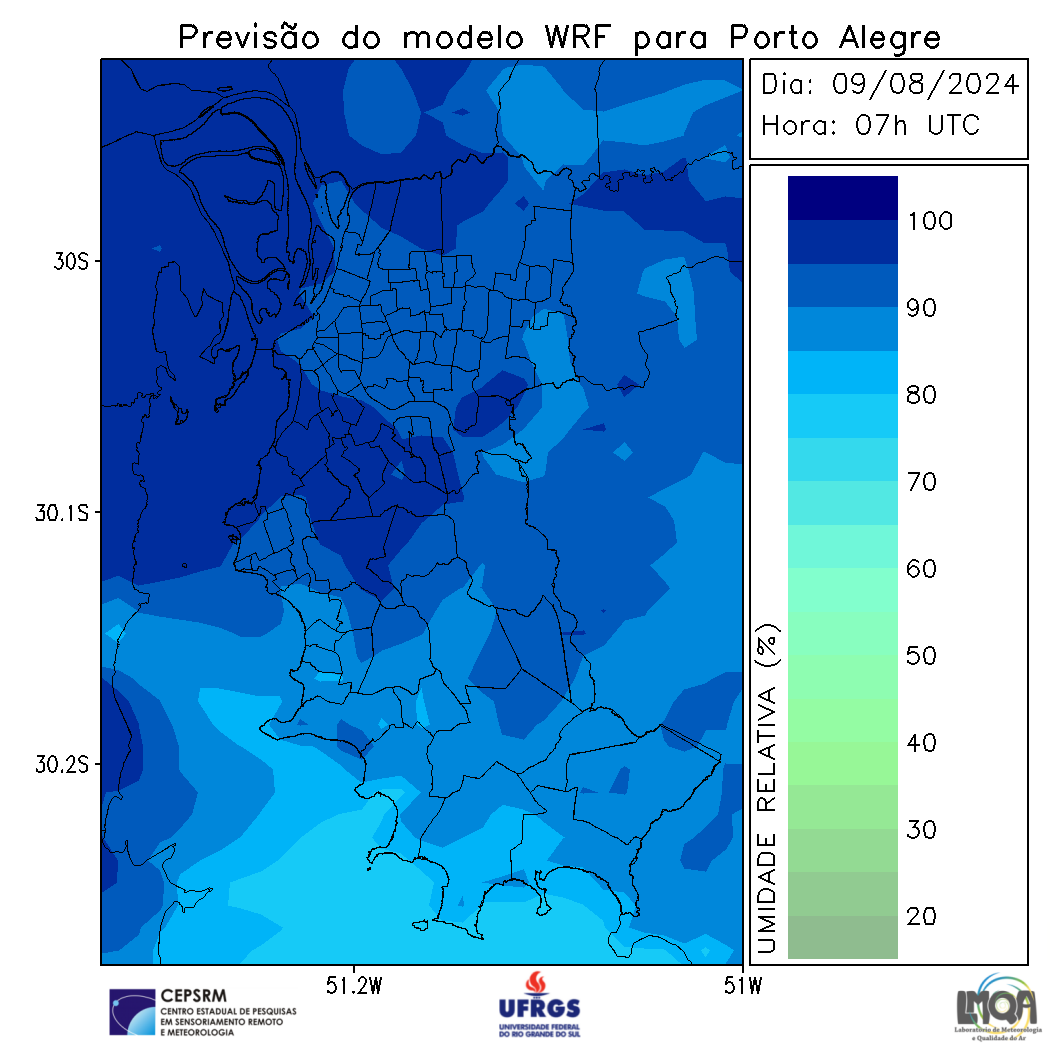 Previsão do modelo WRF para Porto Alegre
Dia: 09/08/2024
Hora: 07h UTC
100
90
80
70
60
50
40
30
20
UMIDADE RELATIVA (%)
30S
30.1S
30.2S
51.2W
51W
CEPSRM
CENTRO ESTADUAL DE PESQUISAS
EM SENSORIAMENTO REMOTO
E METEOROLOGIA
UFRGS
UNIVERSIDADE FEDERAL
DO RIO GRANDE DO SUL
LMQA
Laboratório de Meteorologia
e Qualidade do Ar